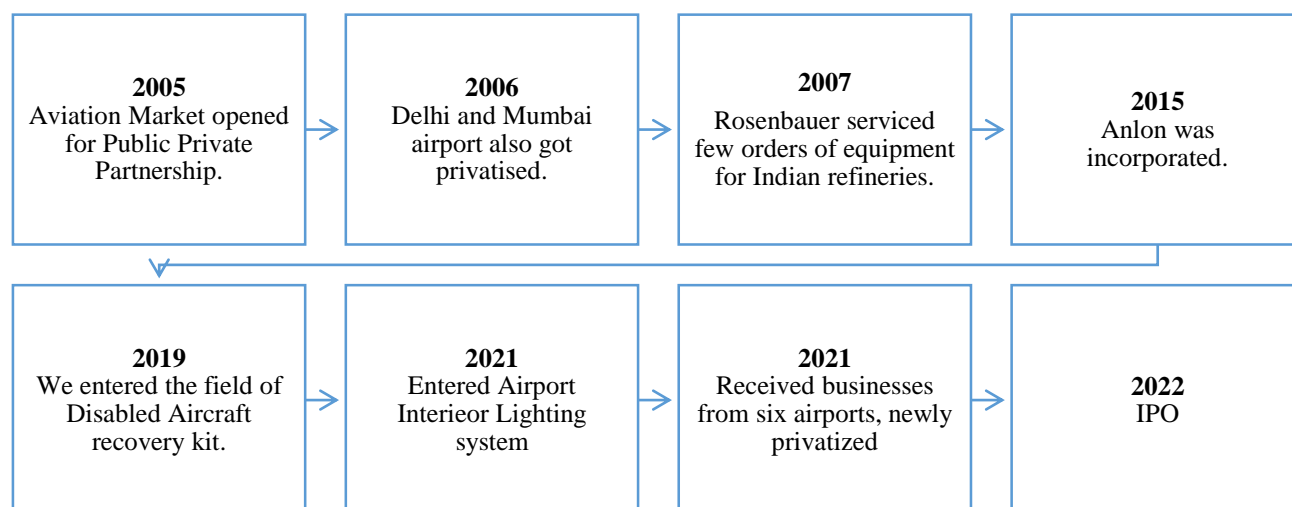 2005
Aviation Market opened
for Public Private
Partnership.
2006
Delhi and Mumbai
airport also got
privatised.
2007
Rosenbauer serviced
few orders of equipment
for Indian refineries.
2015
Anlon was
incorporated.
2019
We entered the field of
Disabled Aircraft
recovery kit.
2021
Entered Airport
Interieor Lighting
system
2021
Received businesses
from six airports, newly
privatized
2022
IPO